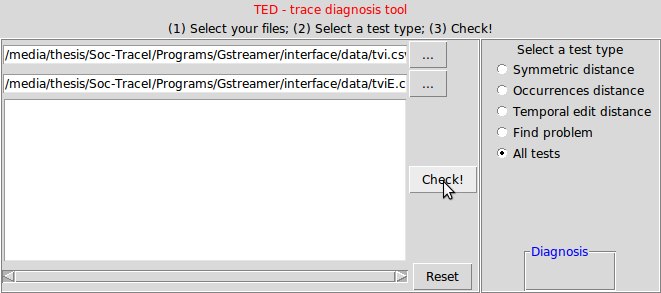 TED - trace diagnosis tool
(1) Select your files; (2) Select a test type; (3) Check!
/media/thesis/Soc-TraceI/Programs/Gstreamer/interface/data/tvi.csv
...
/media/thesis/Soc-TraceI/Programs/Gstreamer/interface/data/tviE.c
...
Check!
Reset
Select a test type
Symmetric distance
Occurrences distance
Temporal edit distance
Find problem
All tests
Diagnosis